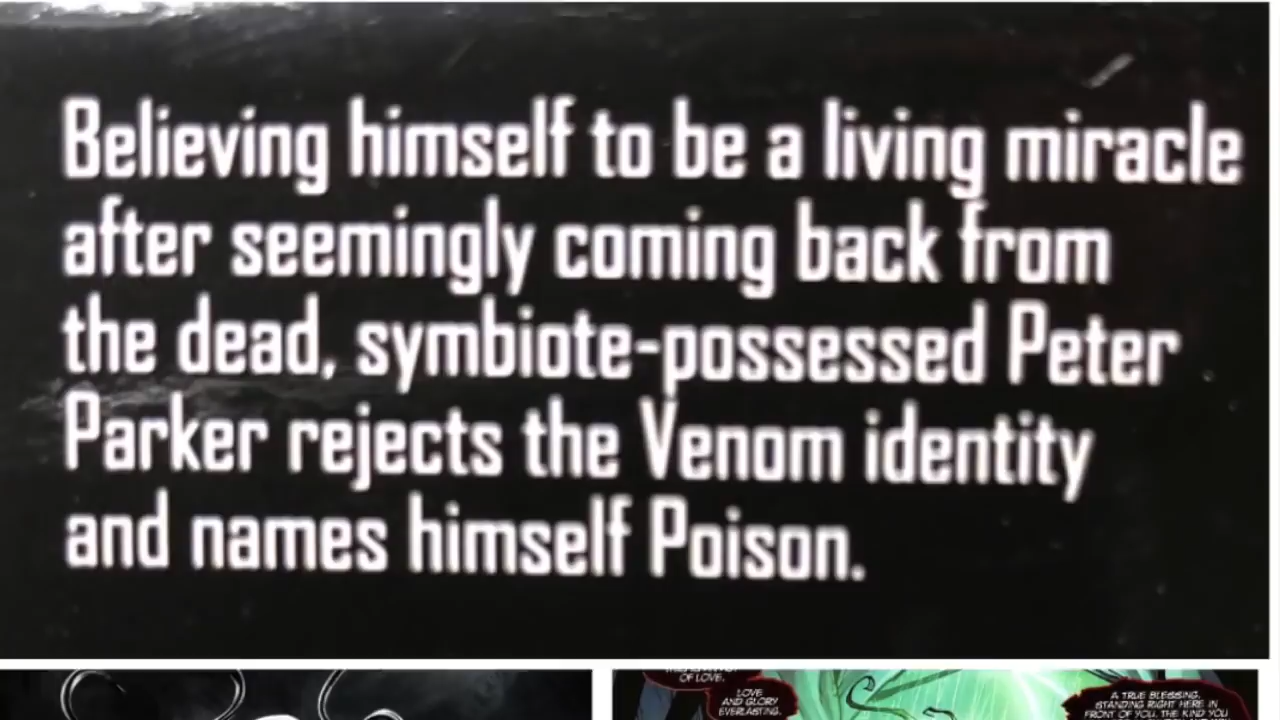 Believing himself to be a living miracle
after seemingly coming back from
the dead, symbiote-possessed Peter
Parker rejects the Venom identity
and names himself Poison.
OF LOVE.
LOVE
AND GLORY
EVERLASTING.
A TRUE BLESSING.
STANDING RIGHT HERE IN
FRONT OF YOU. THE KIND YOU